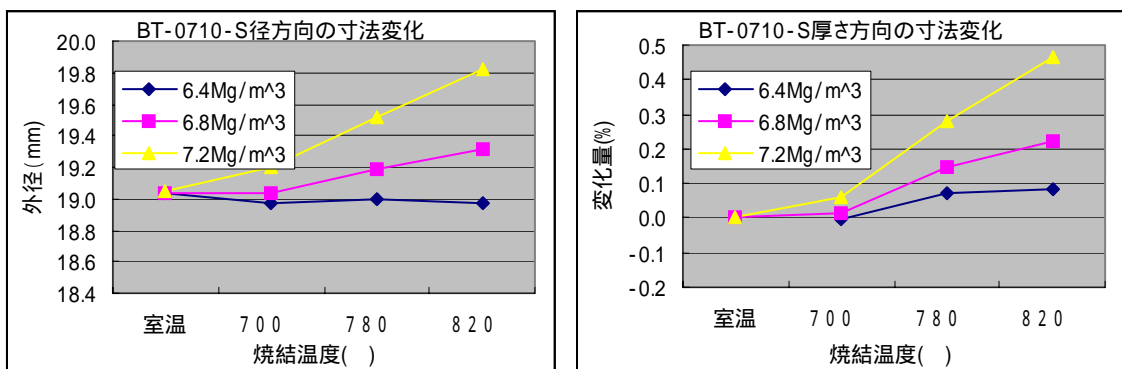 BT-0710-S径方向の寸法変化
20.0
19.8
19.6
19.4
19.2
19.0
18.8
18.6
18.4
外径(mm)
6.4Mg/m^3
6.8Mg/m^3
7.2Mg/m^3
室温 700 780 820
焼結温度( )
BT-0710-S厚さ方向の寸法変化
0.5
0.4
0.3
0.2
0.1
0.0
-0.1
-0.2
変化量(%)
6.4Mg/m^3
6.8Mg/m^3
7.2Mg/m^3
室温 700 780 820
焼結温度( )